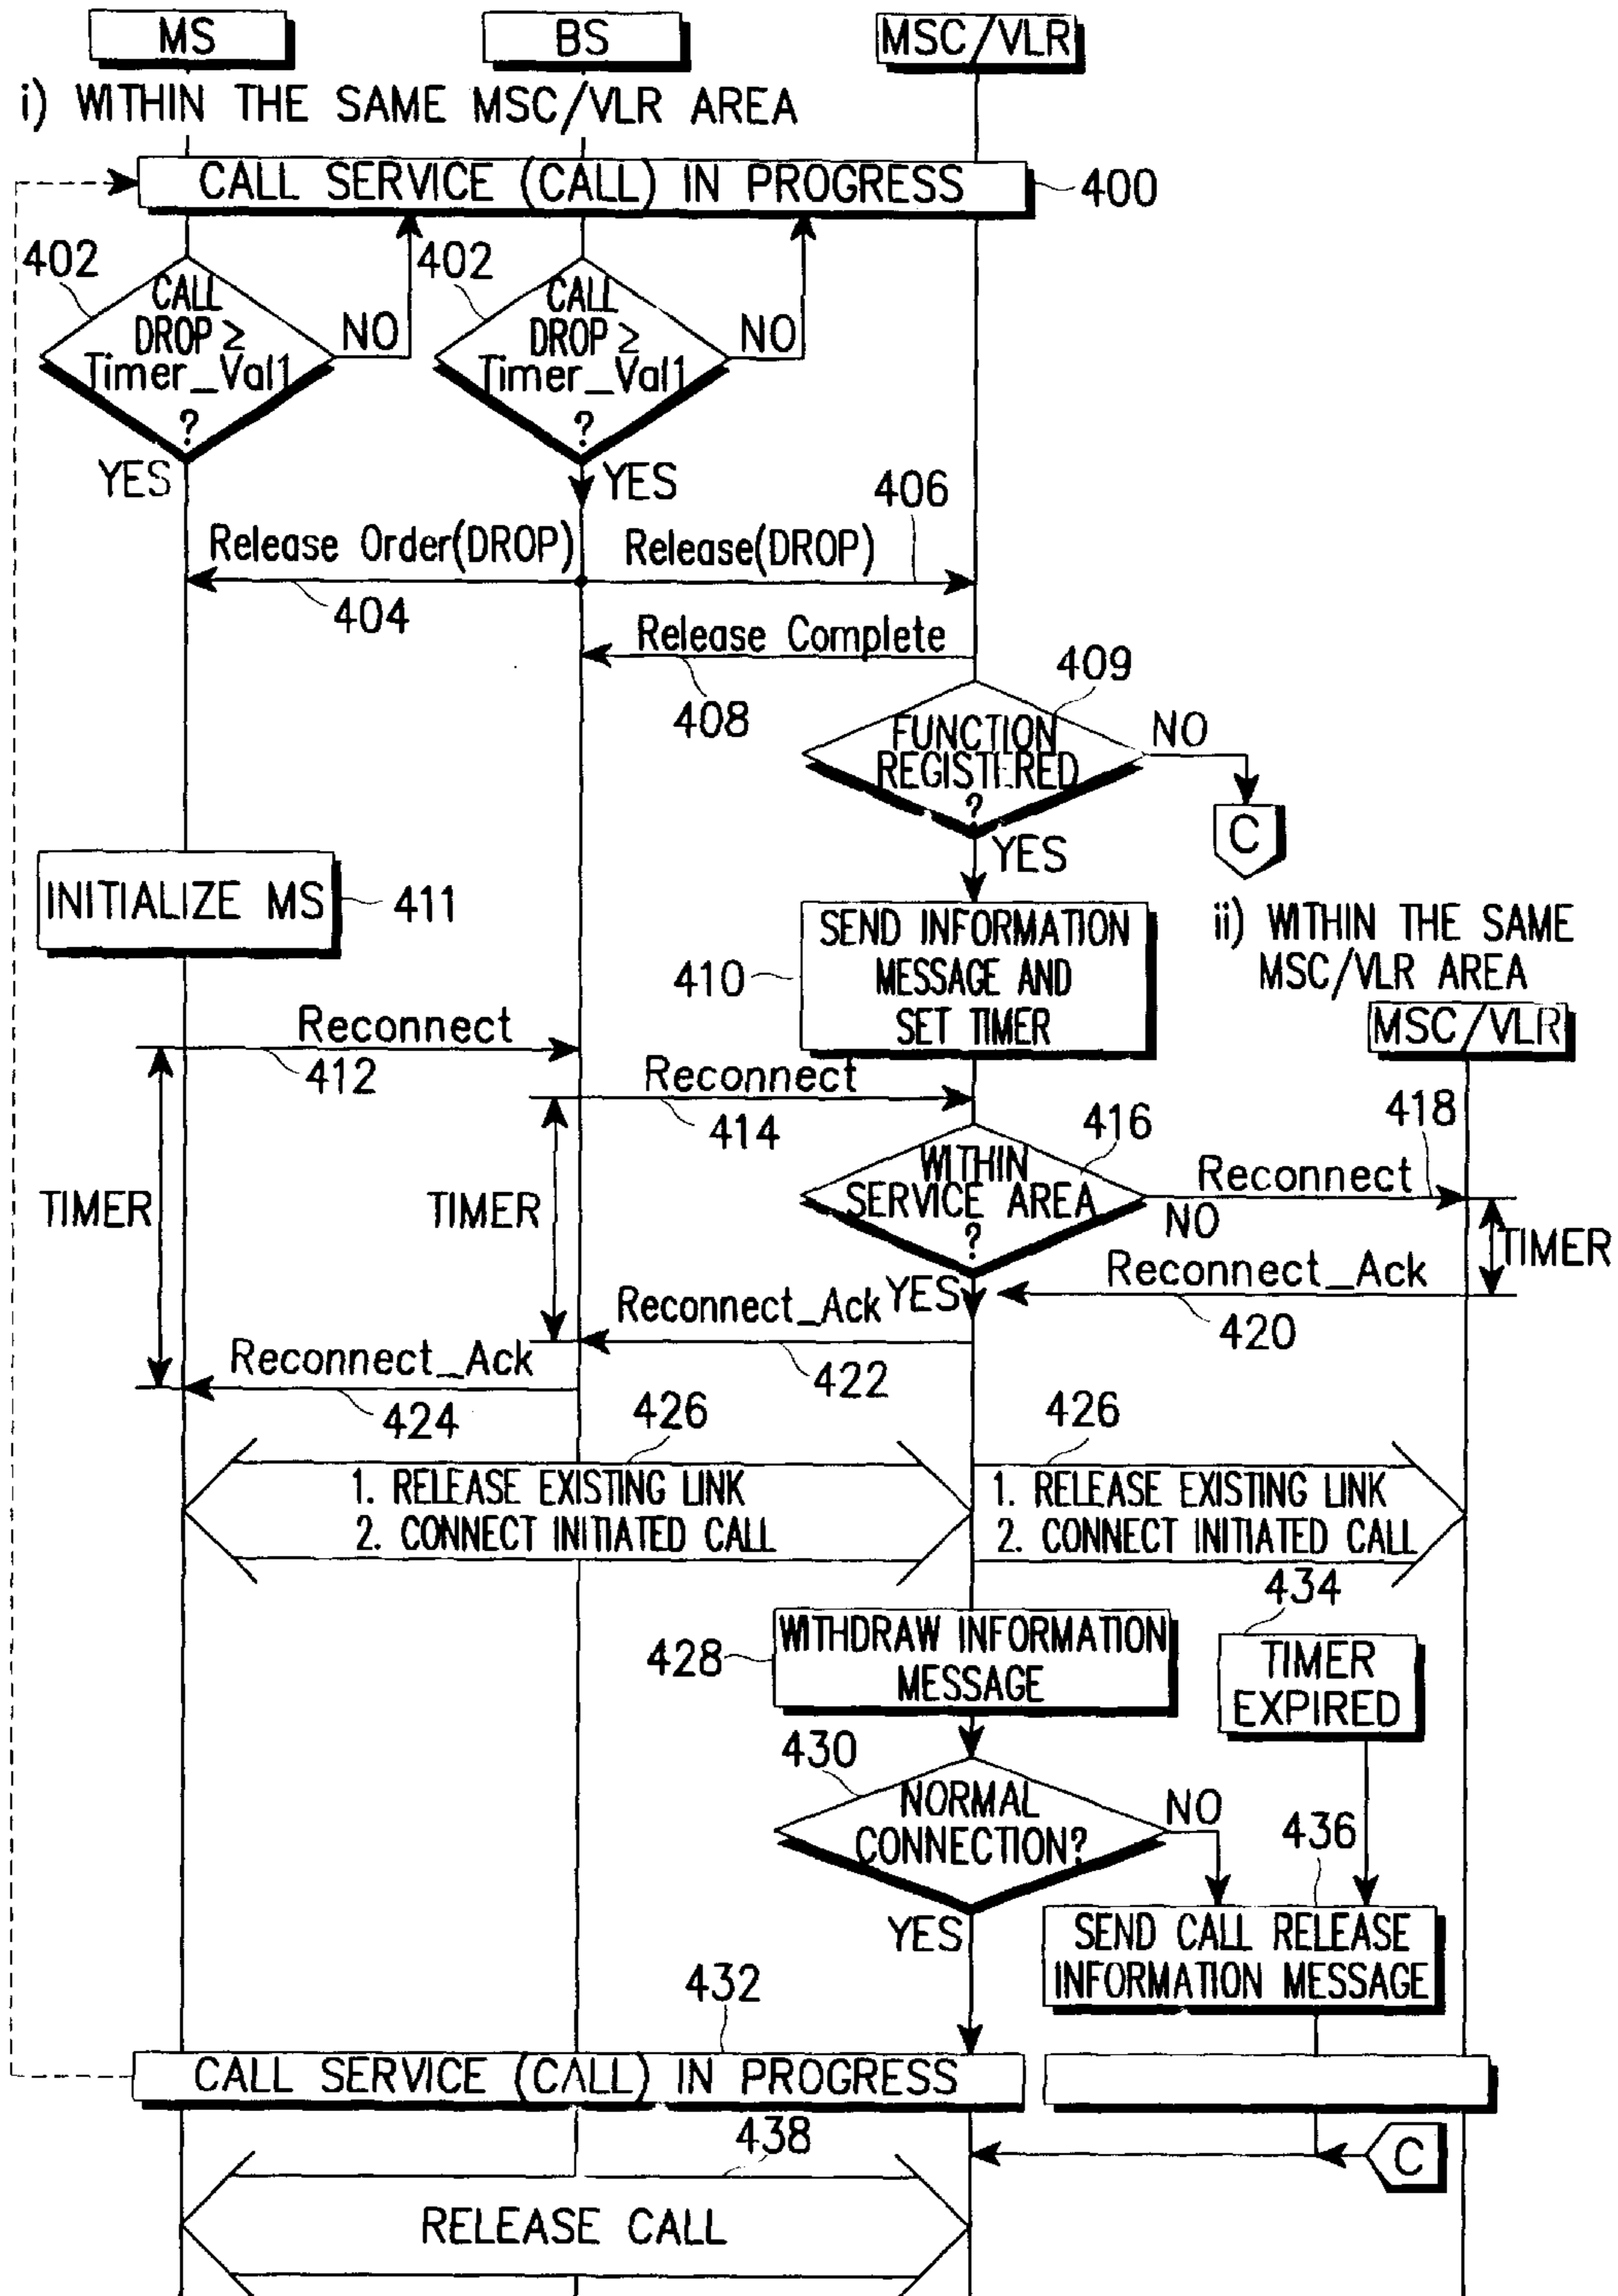 MS
BS
MSC/VLR
i) WITHIN THE SAME MSC/VLR AREA
CALL SERVICE (CALL) IN PROGRESS
400
402
CALL
DROP ≥
Timer_Val1
?
NO
YES
402
CALL
DROP ≥
Timer_Val1
?
NO
YES
406
Release Order(DROP)
Release(DROP)
404
Release Complete
408
409
FUNCTION
REGISTERED
?
NO
C
YES
INITIALIZE MS
411
SEND INFORMATION
MESSAGE AND
SET TIMER
410
ii) WITHIN THE SAME
MSC/VLR AREA
MSC/VLR
Reconnect
412
Reconnect
414
416
418
WITHIN
SERVICE AREA
?
Reconnect
NO
TIMER
TIMER
TIMER
YES
Reconnect_Ack
420
Reconnect_Ack
422
Reconnect_Ack
424
426
426
1. RELEASE EXISTING LINK
2. CONNECT INITIATED CALL
1. RELEASE EXISTING LINK
2. CONNECT INITIATED CALL
434
428
WITHDRAW INFORMATION
MESSAGE
TIMER
EXPIRED
430
NORMAL
CONNECTION?
NO
436
YES
SEND CALL RELEASE
INFORMATION MESSAGE
432
CALL SERVICE (CALL) IN PROGRESS
438
C
RELEASE CALL